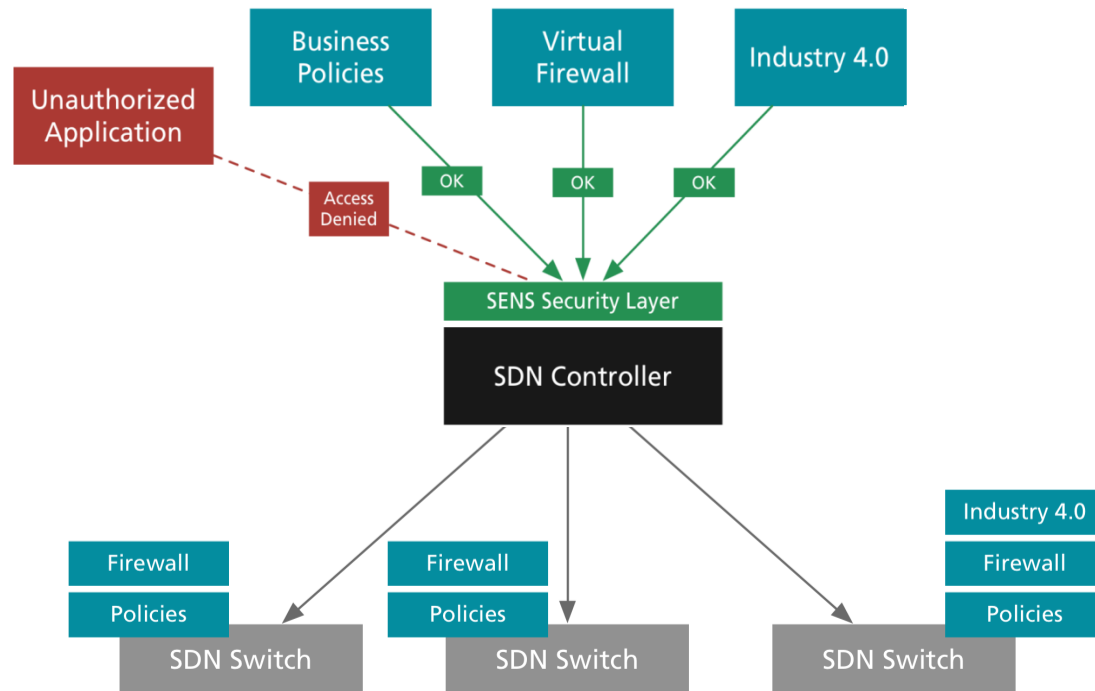 Business
Policies
Virtual
Firewall
Industry 4.0
Unauthorized
Application
OK
OK
OK
Access
Denied
SENS Security Layer
SDN Controller
Industry 4.0
Firewall
Firewall
Firewall
Policies
Policies
Policies
SDN Switch
SDN Switch
SDN Switch